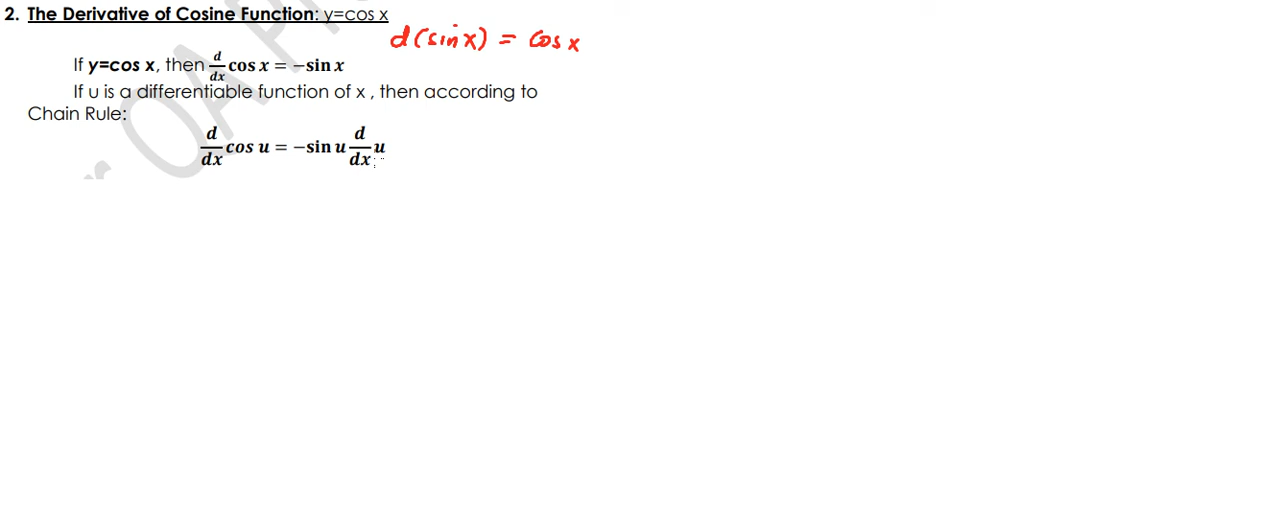 2. The Derivative of Cosine Function: y=cos x
d(sin x) = cos x
If y=cos x, then d/dx cos x = −sin x
If u is a differentiable function of x , then according to
Chain Rule:
d/dx cos u = −sin u d/dx u